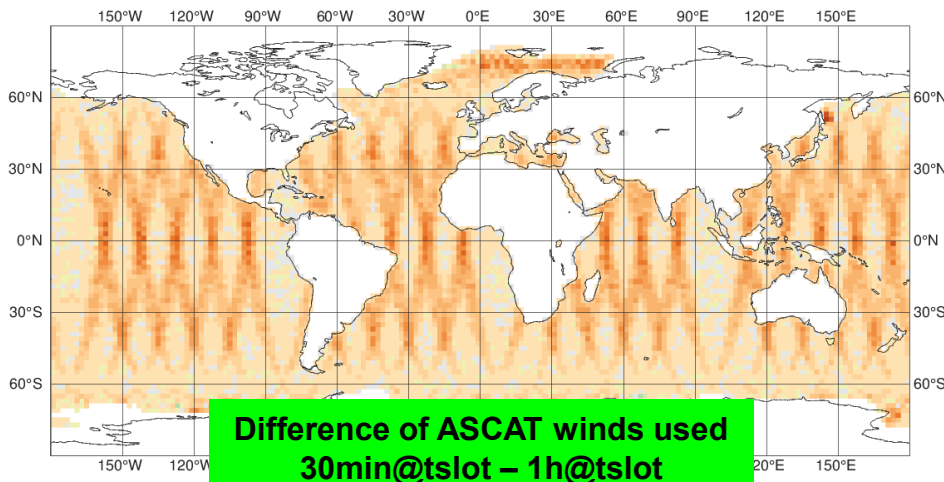 150°W 120°W 90°W 60°W 30°W 0°E 30°E 60°E 90°E 120°E 150°E
60°N 60°N
30°N 30°N
0°N 0°N
30°S 30°S
60°S 60°S
Difference of ASCAT winds used
150°W 120°W 120°E 150°E
30min@tslot – 1h@tslot